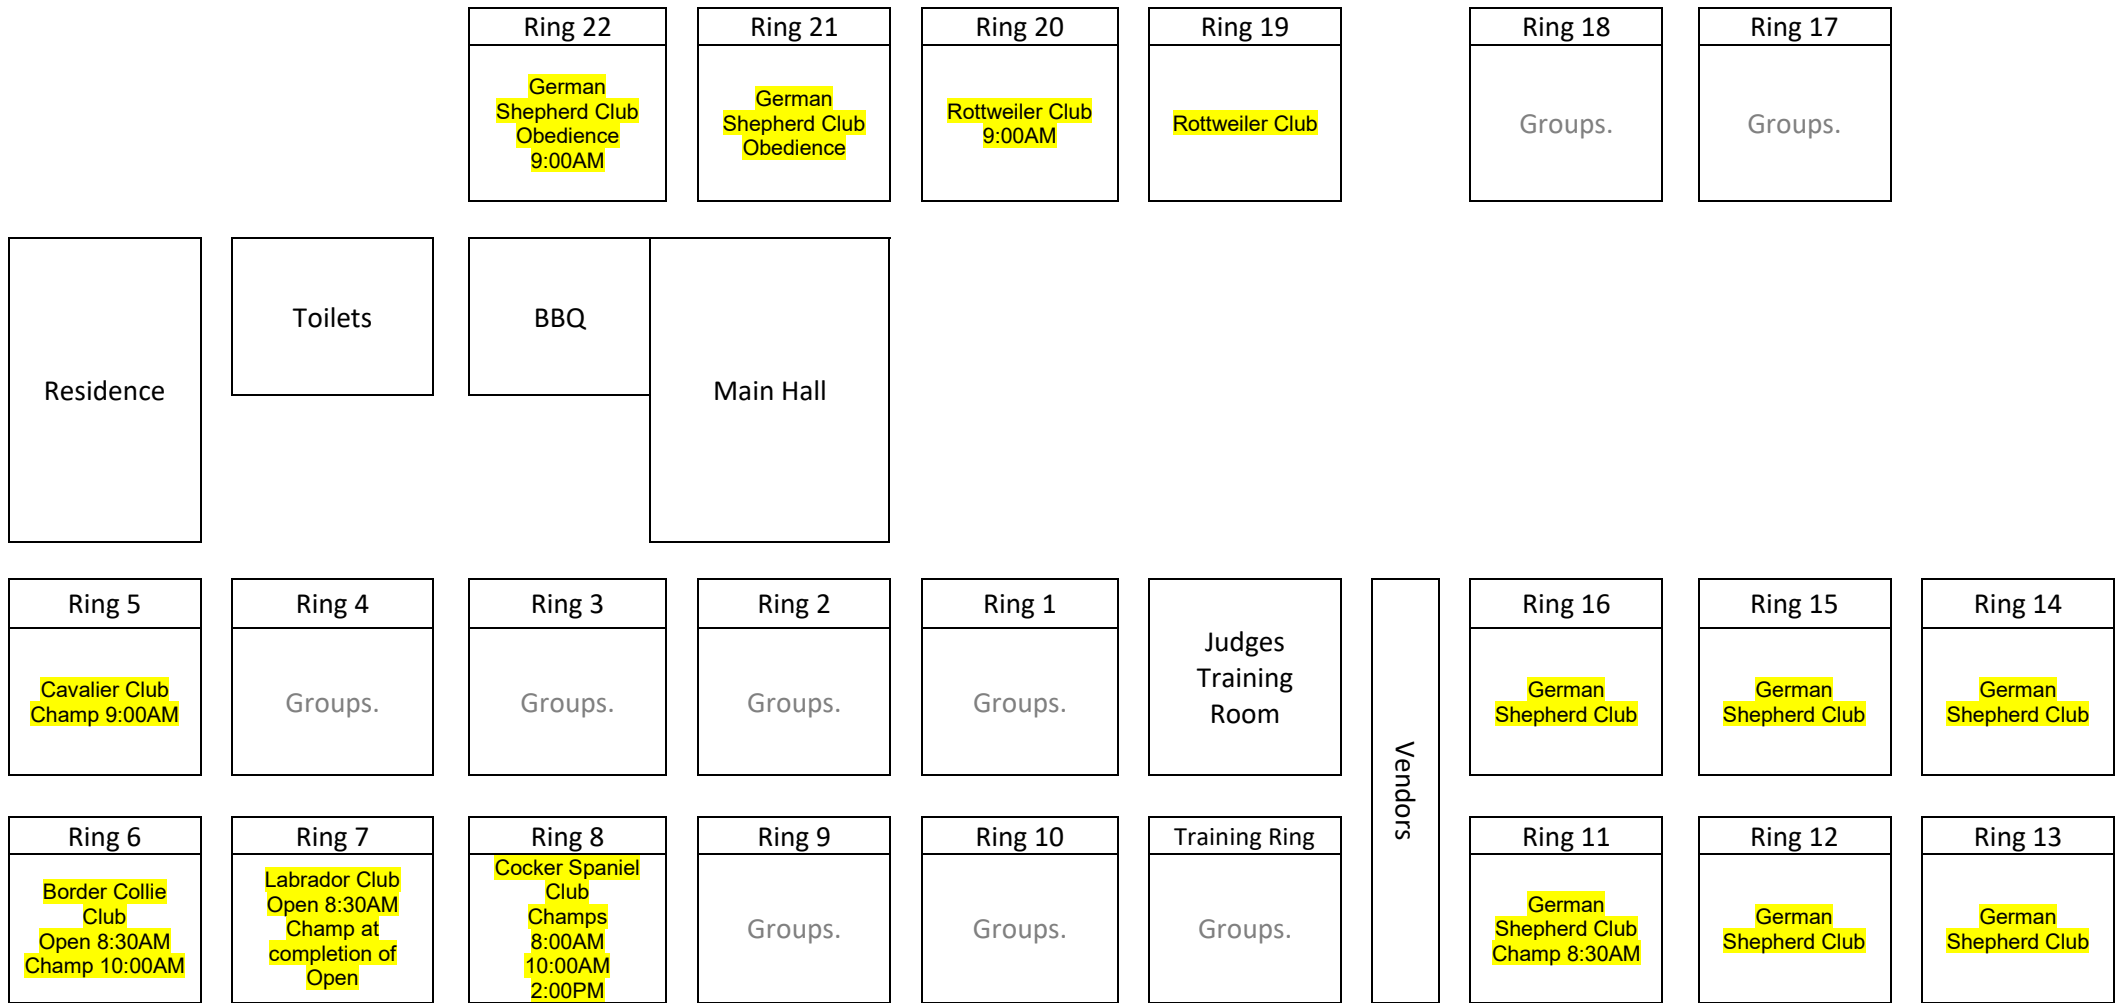 Ring 22
German
Shepherd Club
Obedience
9:00AM
Ring 21
German
Shepherd Club
Obedience
Ring 20
Rottweiler Club
9:00AM
Ring 19
Rottweiler Club
Ring 18
Groups.
Ring 17
Groups.
Residence
Toilets
BBQ
Main Hall
Ring 5
Cavalier Club
Champ 9:00AM
Ring 4
Groups.
Ring 3
Groups.
Ring 2
Groups.
Ring 1
Groups.
Judges
Training
Room
Vendors
Ring 16
German
Shepherd Club
Ring 15
German
Shepherd Club
Ring 14
German
Shepherd Club
Ring 6
Border Collie
Club
Open 8:30AM
Champ 10:00AM
Ring 7
Labrador Club
Open 8:30AM
Champ at
completion of
Open
Ring 8
Cocker Spaniel
Club
Champs
8:00AM
10:00AM
2:00PM
Ring 9
Groups.
Ring 10
Groups.
Training Ring
Groups.
Ring 11
German
Shepherd Club
Champ 8:30AM
Ring 12
German
Shepherd Club
Ring 13
German
Shepherd Club